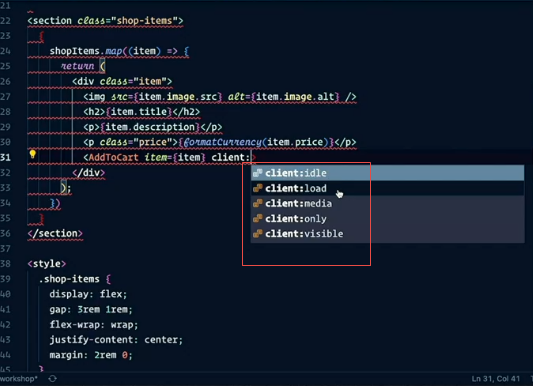 21
22 <section class="shop-items">
23 {
24 shopItems.map((item) => {
25 return (
26 <div class="item">
27 <img src={item.image.src} alt={item.image.alt} />
28 <h2>{item.title}</h2>
29 <p>{item.description}</p>
30 <p class="price">{formatCurrency(item.price)}</p>
31 <AddToCart item={item} client:>
client:idle
client:load
client:media
client:only
client:visible
32 </div>
33 );
34 })
35 }
36 </section>
37
38 <style>
39 .shop-items {
40 display: flex;
41 gap: 3rem 1rem;
42 flex-wrap: wrap;
43 justify-content: center;
44 margin: 2rem 0;
45 }
workshop* Ln 31, Col 41